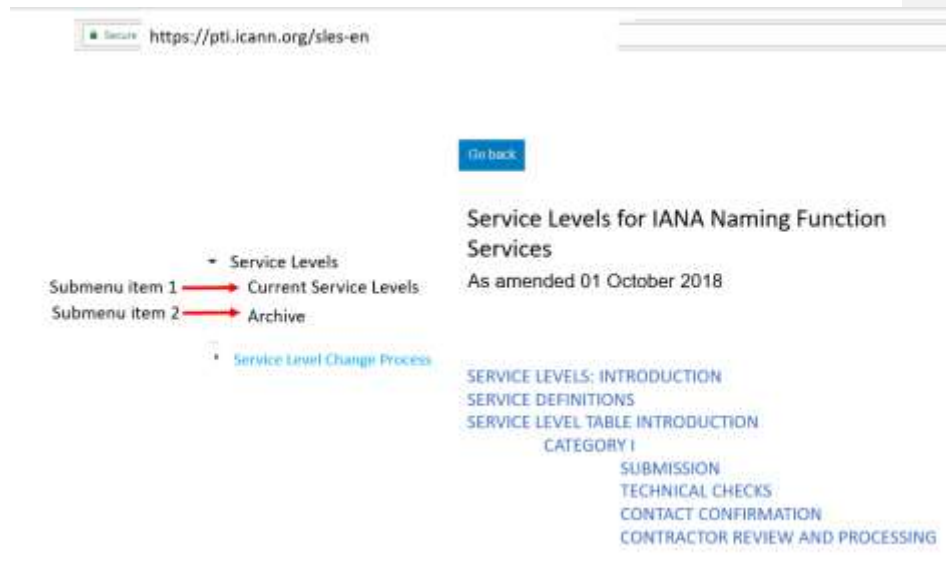 Secure https://pti.icann.org/sles-en
Go back
Service Levels for IANA Naming Function
Services
As amended 01 October 2018
Service Levels
Submenu item 1 Current Service Levels
Submenu item 2 Archive
Service Level Change Process
SERVICE LEVELS: INTRODUCTION
SERVICE DEFINITIONS
SERVICE LEVEL TABLE INTRODUCTION
CATEGORY I
SUBMISSION
TECHNICAL CHECKS
CONTACT CONFIRMATION
CONTRACTOR REVIEW AND PROCESSING